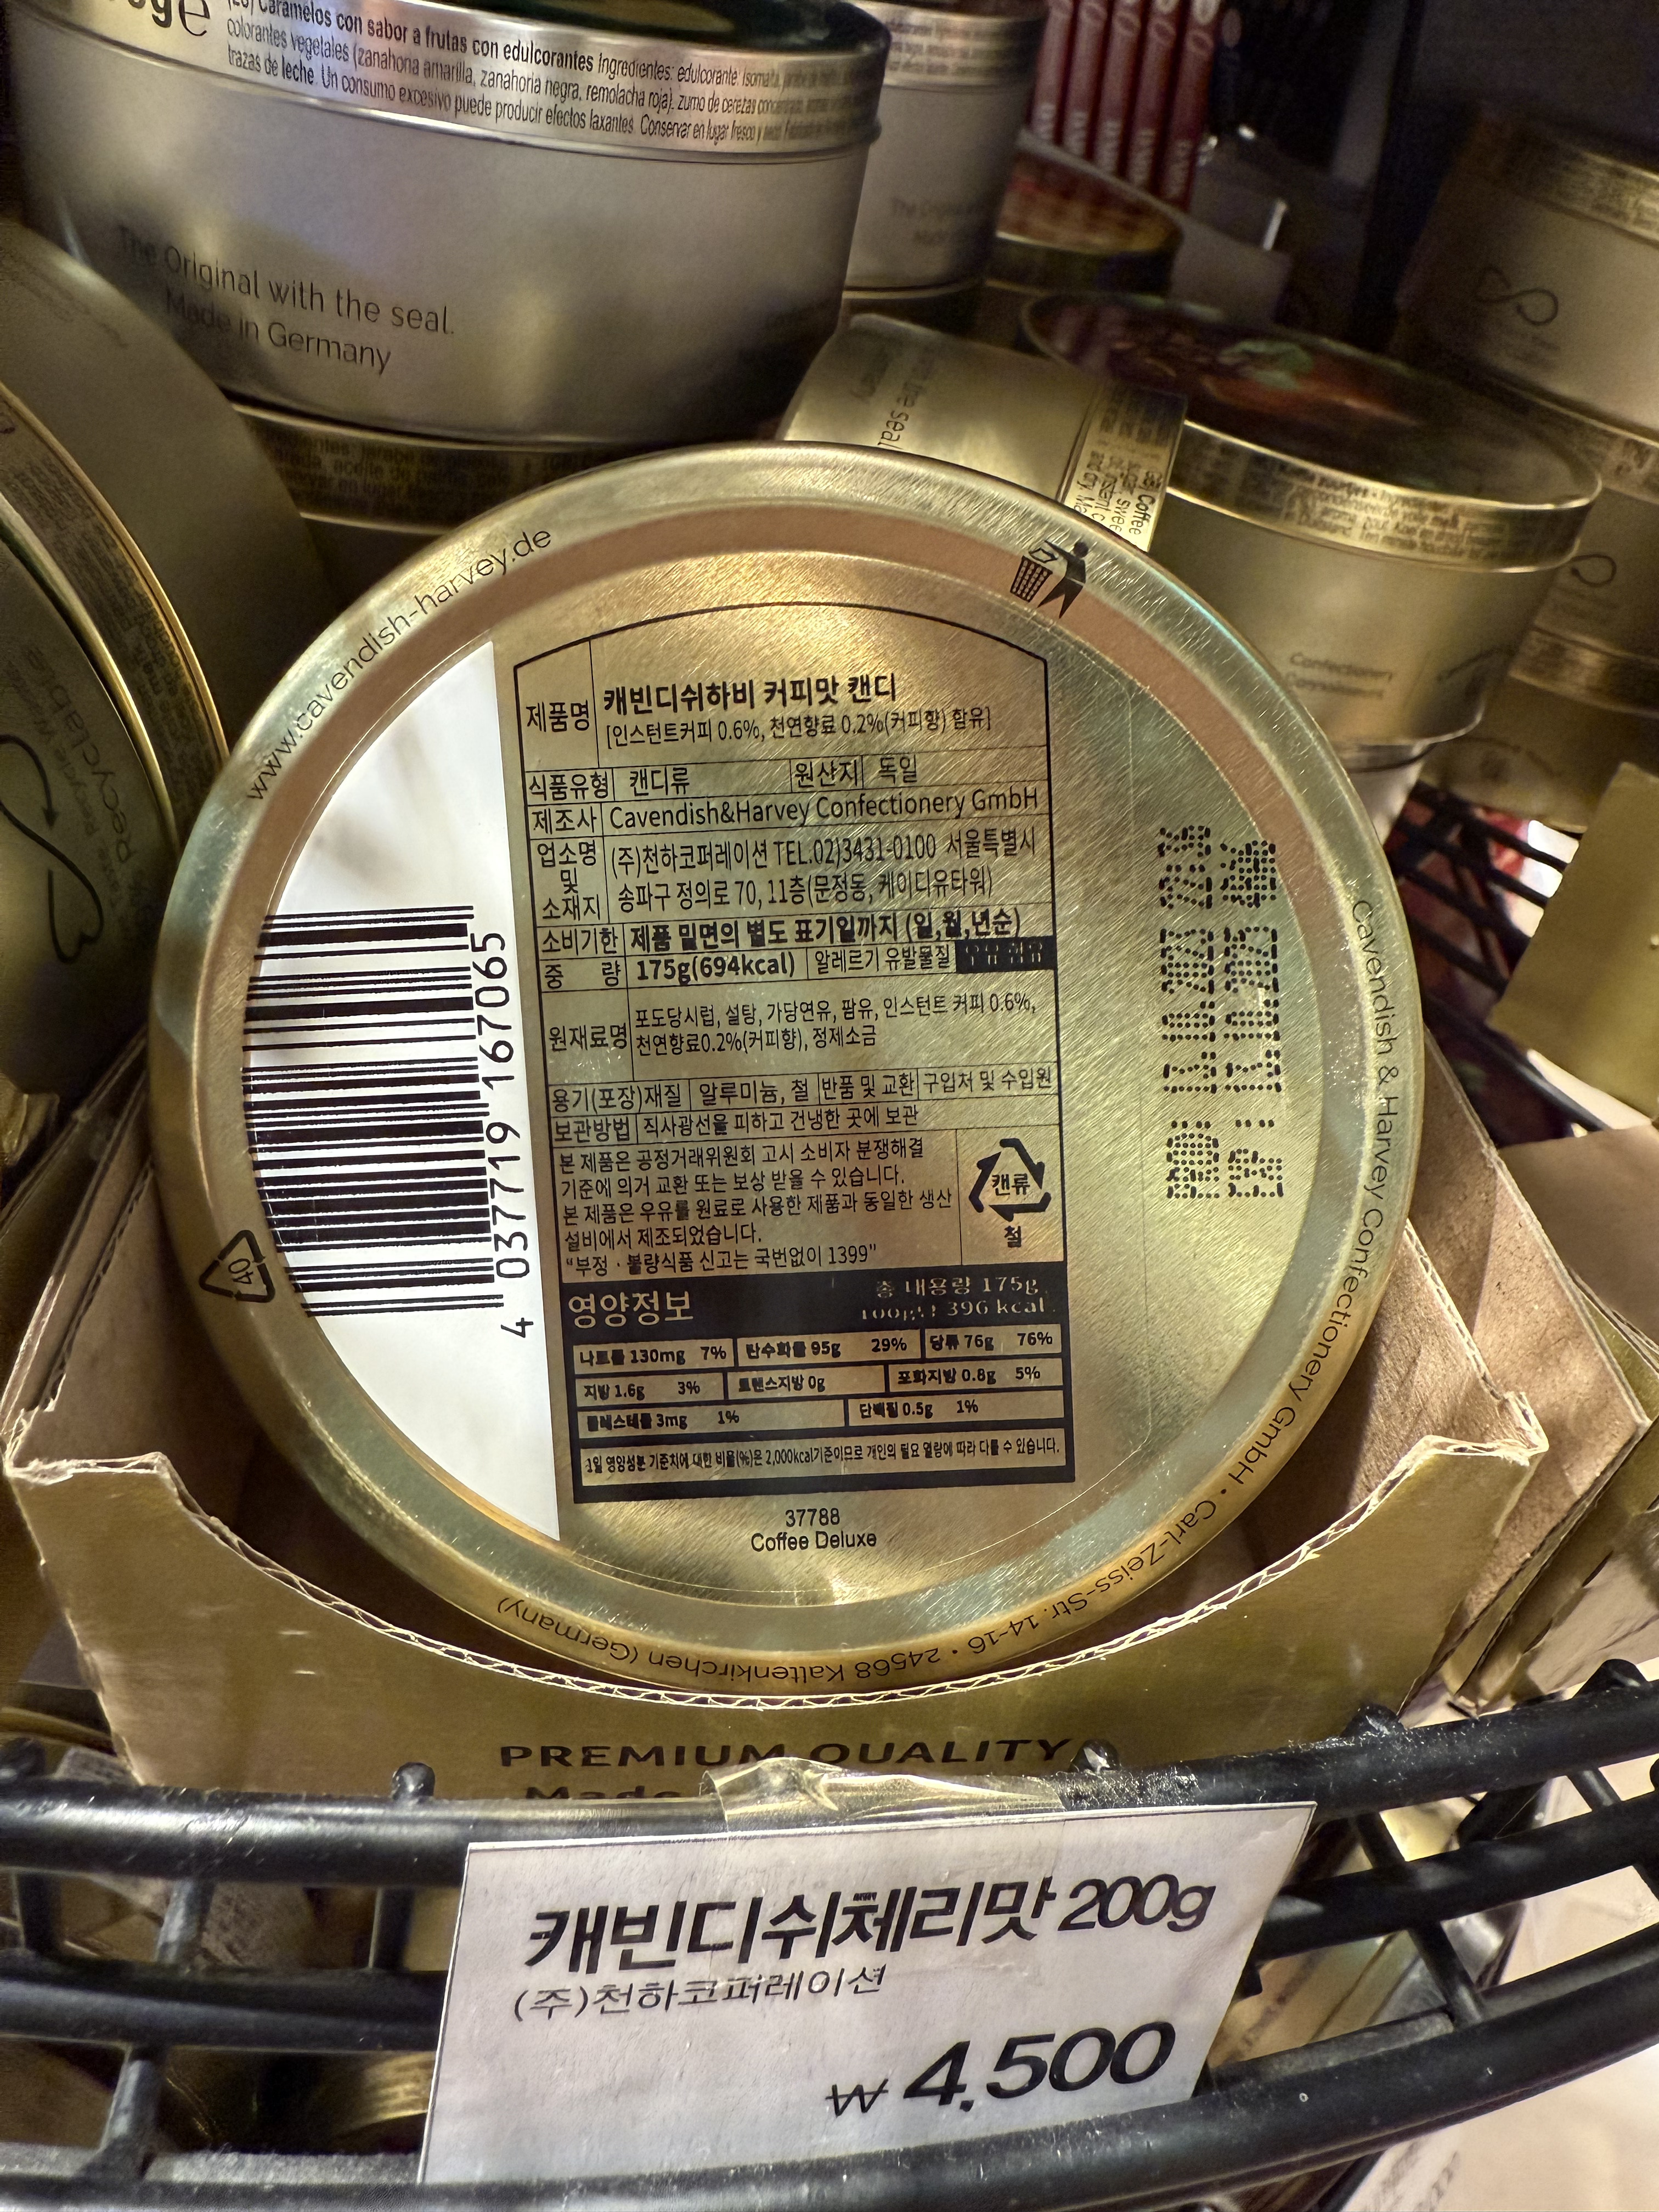 Caramelos con sabor a frutas con edulcorantes Ingredientes: edulcorante: isomalta,
colorantes vegetales (zanahoria amarilla, zanahoria negra, remolacha roja), zumo de cerezas
trazas de leche. Un consumo excesivo puede producir efectos laxantes. Conservar en lugar fresco y
The Original with the seal.
Made in Germany
www.cavendish-harvey.de
제품명
캐빈디쉬하비 커피맛 캔디
[인스턴트커피 0.6%, 천연향료 0.2%(커피향) 함유]
식품유형 캔디류 원산지 독일
제조사 Cavendish&Harvey Confectionery GmbH
업소명 및 소재지
(주)천하코퍼레이션 TEL.02)3431-0100 서울특별시
송파구 정의로 70, 11층(문정동, 케이디유타워)
소비기한 제품 밑면의 별도 표기일까지 (일,월,년순)
중 량 175g(694kcal) 알레르기 유발물질 우유 함유
원재료명
포도당시럽, 설탕, 가당연유, 팜유, 인스턴트 커피 0.6%,
천연향료0.2%(커피향), 정제소금
용기(포장)재질 알루미늄, 철 반품 및 교환 구입처 및 수입원
보관방법 직사광선을 피하고 건냉한 곳에 보관
본 제품은 공정거래위원회 고시 소비자 분쟁해결
기준에 의거 교환 또는 보상 받을 수 있습니다.
본 제품은 우유를 원료로 사용한 제품과 동일한 생산
설비에서 제조되었습니다.
"부정 · 불량식품 신고는 국번없이 1399"
캔류
철
영양정보
총 내용량 175g
100g당 396 kcal
나트륨 130mg 7% 탄수화물 95g 29% 당류 76g 76%
지방 1.6g 3% 트랜스지방 0g 포화지방 0.8g 5%
콜레스테롤 3mg 1% 단백질 0.5g 1%
1일 영양성분 기준치에 대한 비율(%)은 2,000kcal기준이므로 개인의 필요 열량에 따라 다를 수 있습니다.
37788
Coffee Deluxe
4 037719 167065
40
Cavendish & Harvey Confectionery GmbH • Carl-Zeiss-Str. 14-16 • 24568 Kaltenkirchen (Germany)
PREMIUM QUALITY
Made
캐빈디쉬체리맛 200g
(주)천하코퍼레이션
₩ 4,500